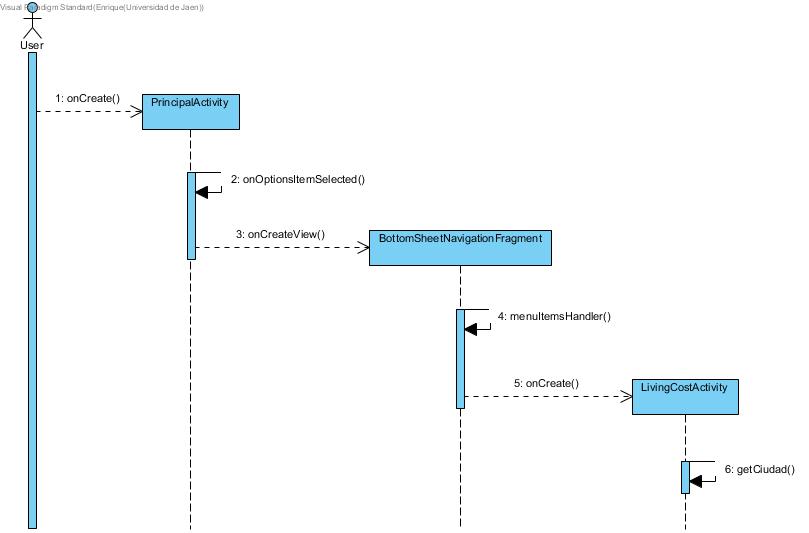 Visual Paradigm Standard(Enrique(Universidad de Jaen))
User
1: onCreate()
PrincipalActivity
2: onOptionsItemSelected()
3: onCreateView()
BottomSheetNavigationFragment
4: menuItemsHandler()
5: onCreate()
LivingCostActivity
6: getCiudad()